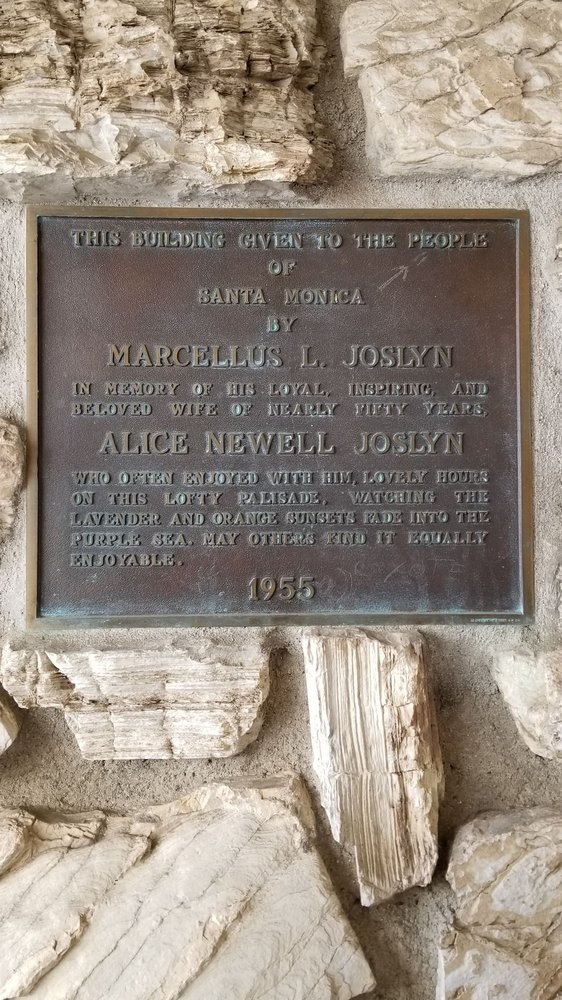 THIS BUILDING GIVEN TO THE PEOPLE
OF
SANTA MONICA
BY
MARCELLUS L. JOSLYN
IN MEMORY OF HIS LOYAL, INSPIRING, AND
BELOVED WIFE OF NEARLY FIFTY YEARS,
ALICE NEWELL JOSLYN
WHO OFTEN ENJOYED WITH HIM, LOVELY HOURS
ON THIS LOFTY PALISADE, WATCHING THE
LAVENDER AND ORANGE SUNSETS FADE INTO THE
PURPLE SEA. MAY OTHERS FIND IT EQUALLY
ENJOYABLE.
1955